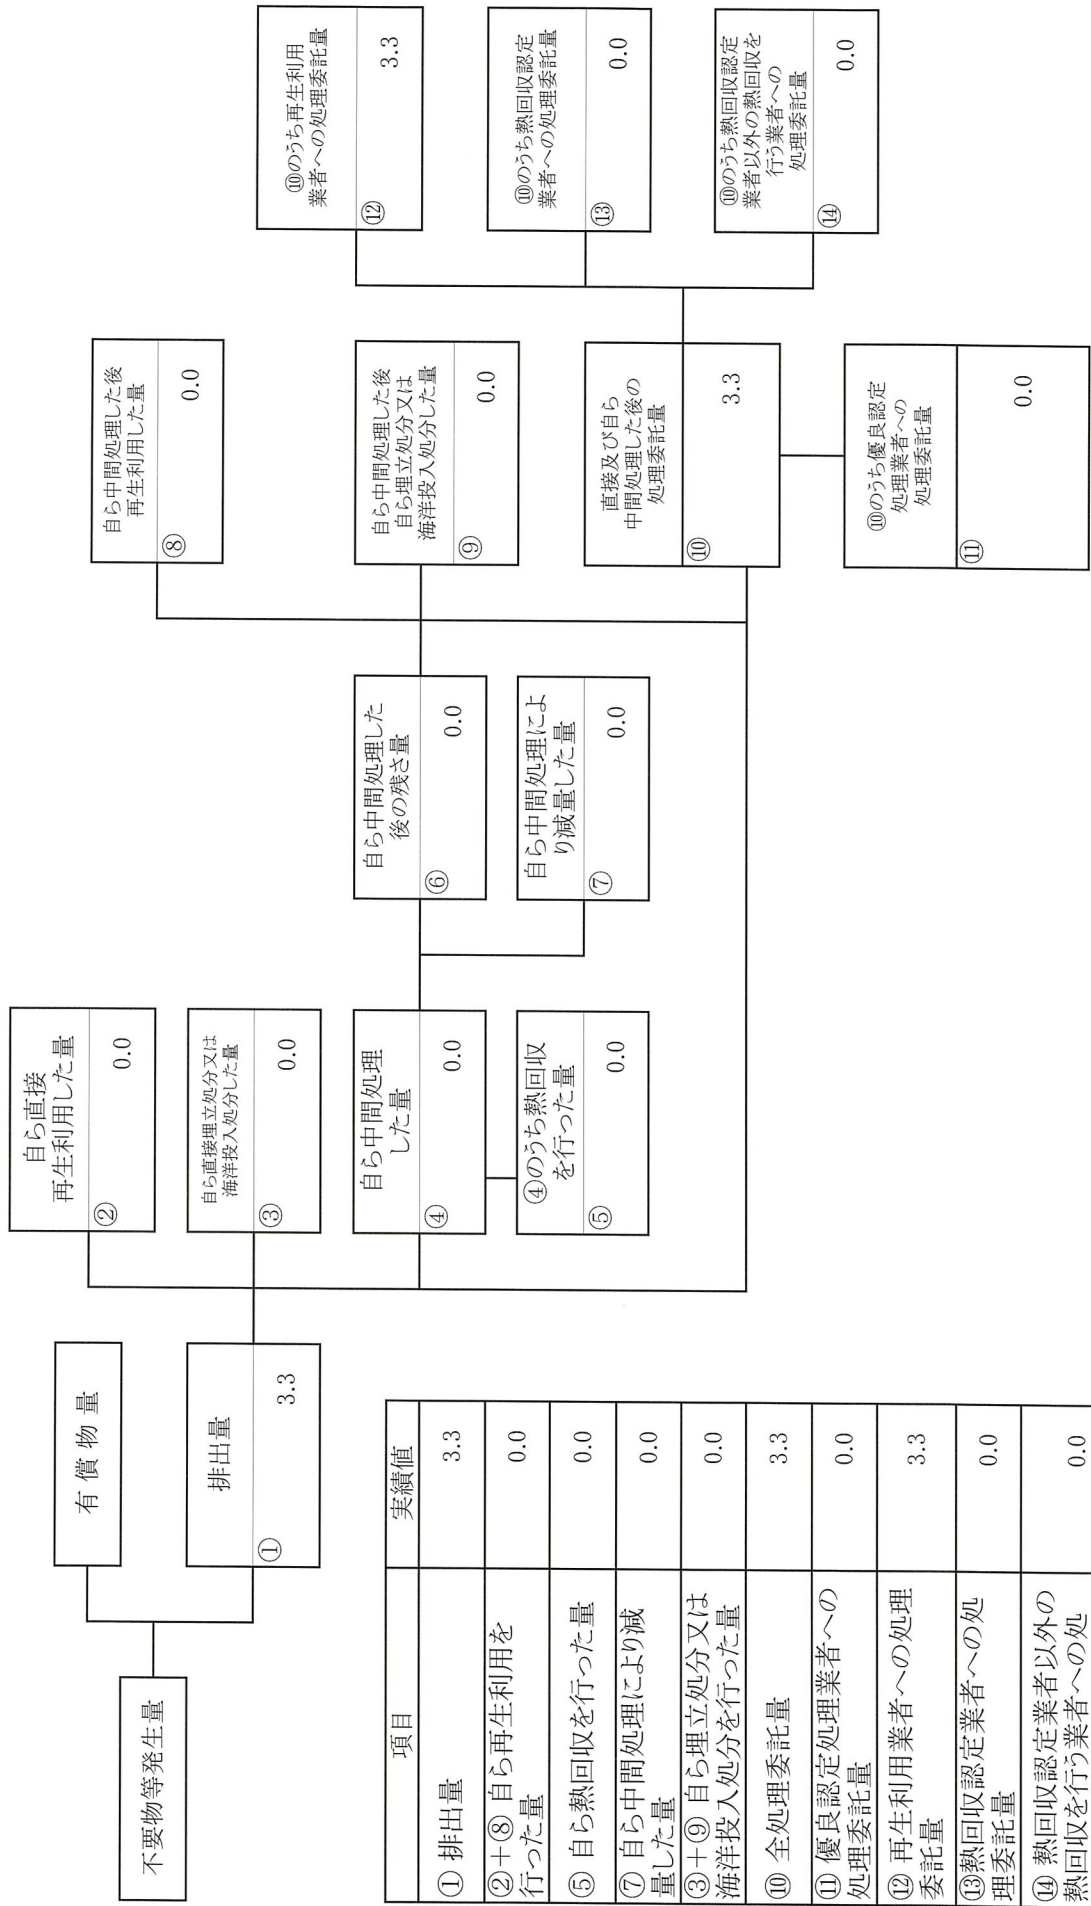 不要物等発生量
有 償 物 量
排出量
①
3.3
自ら直接
再生利用した量
②
0.0
自ら直接埋立処分又は
海洋投入処分した量
③
0.0
自ら中間処理
した量
④
0.0
④のうち熱回収
を行った量
⑤
0.0
自ら中間処理した
後の残さ量
⑥
0.0
自ら中間処理によ
り減量した量
⑦
0.0
自ら中間処理した後
再生利用した量
⑧
0.0
自ら中間処理した後
自ら埋立処分又は
海洋投入処分した量
⑨
0.0
直接及び自ら
中間処理した後の
処理委託量
⑩
3.3
⑩のうち優良認定
処理業者への
処理委託量
⑪
0.0
⑩のうち再生利用
業者への処理委託量
⑫
3.3
⑩のうち熱回収認定
業者への処理委託量
⑬
0.0
⑩のうち熱回収認定
業者以外の熱回収を
行う業者への
処理委託量
⑭
0.0
項目 実績値
① 排出量 3.3
②+⑧ 自ら再生利用を
行った量 0.0
⑤ 自ら熱回収を行った量 0.0
⑦ 自ら中間処理により減
量した量 0.0
③+⑨ 自ら埋立処分又は
海洋投入処分を行った量 0.0
⑩ 全処理委託量 3.3
⑪ 優良認定処理業者への
処理委託量 0.0
⑫ 再生利用業者への処理
委託量 3.3
⑬熱回収認定業者への処
理委託量 0.0
⑭ 熱回収認定業者以外の
熱回収を行う業者への処 0.0